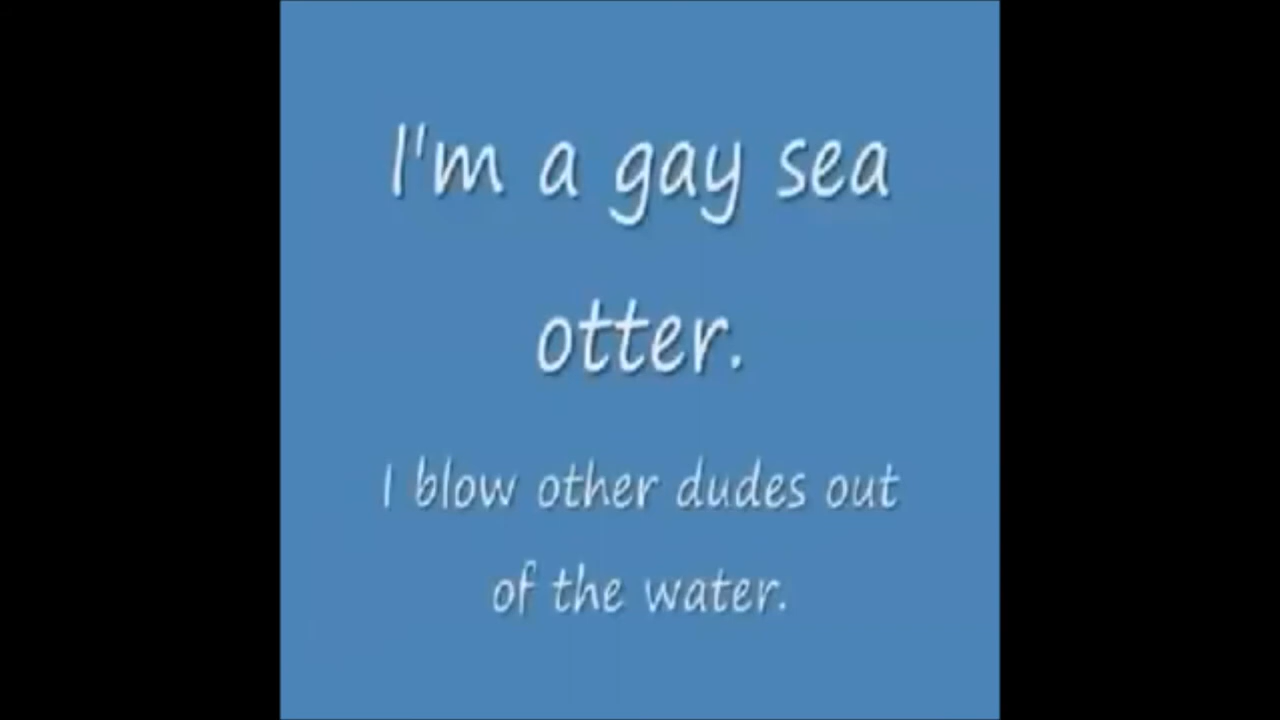 I'm a gay sea
otter.
I blow other dudes out
of the water.